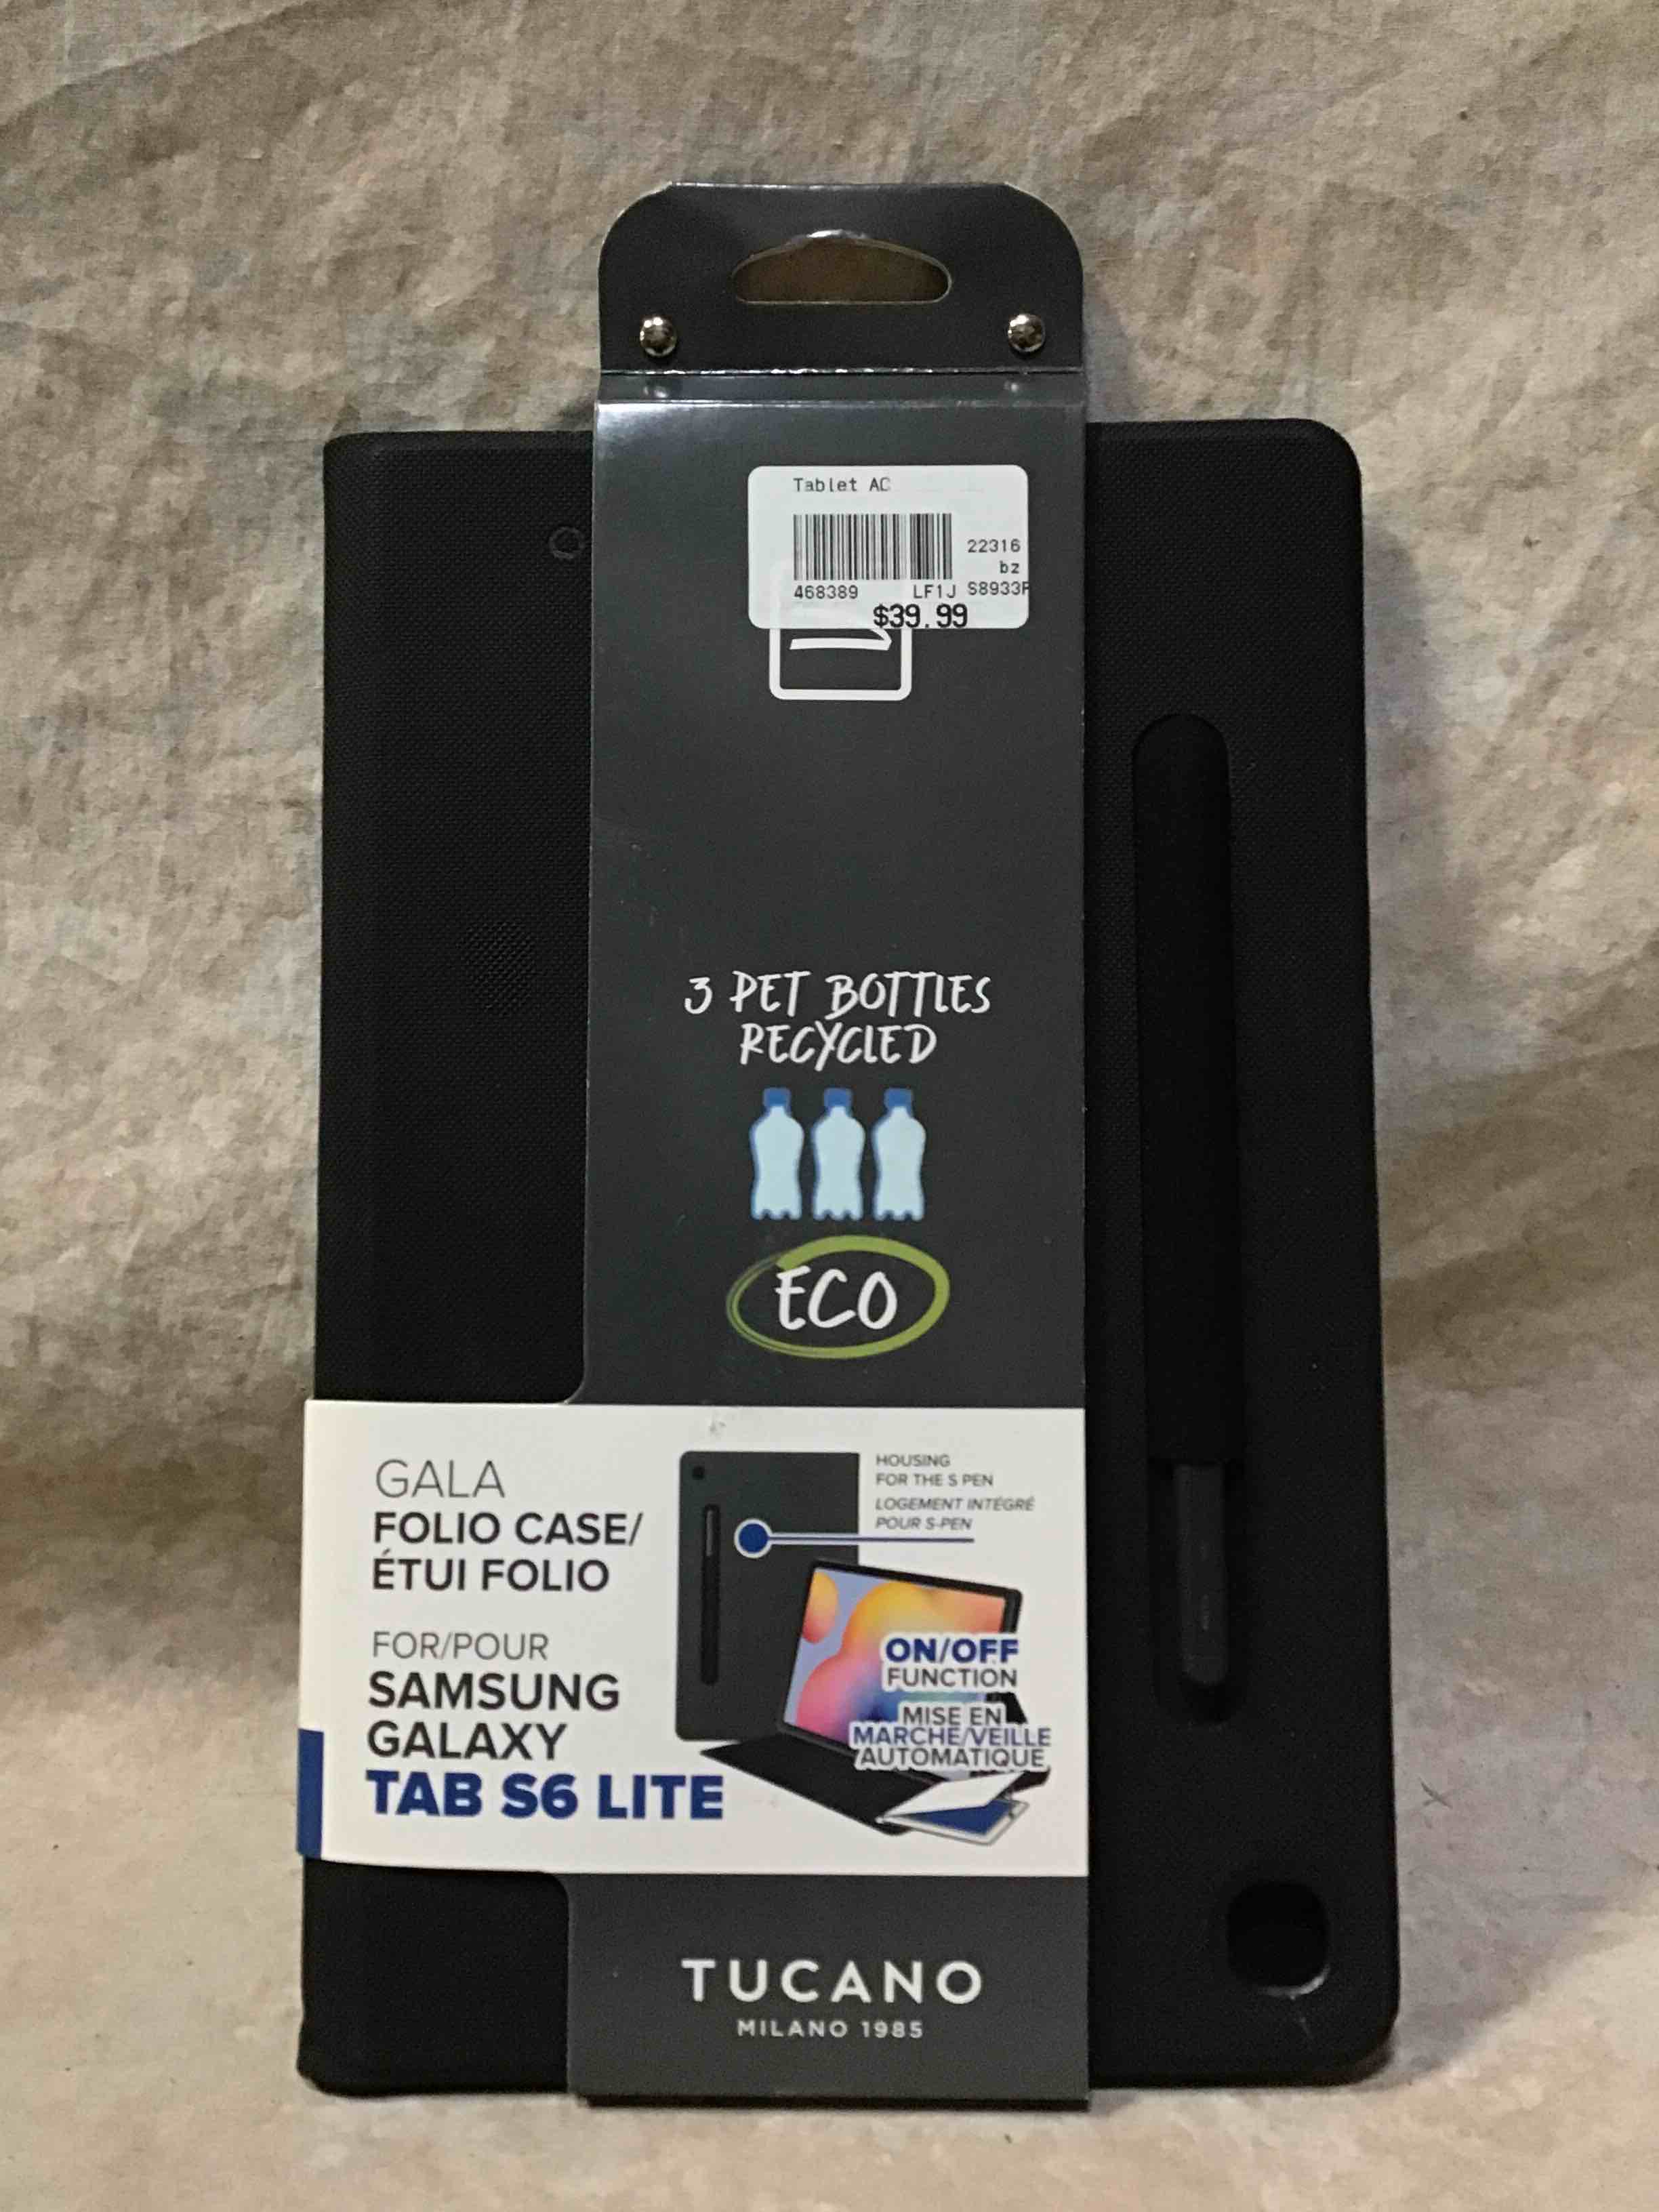 Tablet AC
22316
bz
468389 LF1J S8933F
$39.99
3 PET BOTTLES
RECYCLED
ECO
GALA
FOLIO CASE/
ÉTUI FOLIO
FOR/POUR
SAMSUNG
GALAXY
TAB S6 LITE
HOUSING
FOR THE S PEN
LOGEMENT INTÉGRÉ
POUR S-PEN
ON/OFF
FUNCTION
MISE EN
MARCHE/VEILLE
AUTOMATIQUE
TUCANO
MILANO 1985